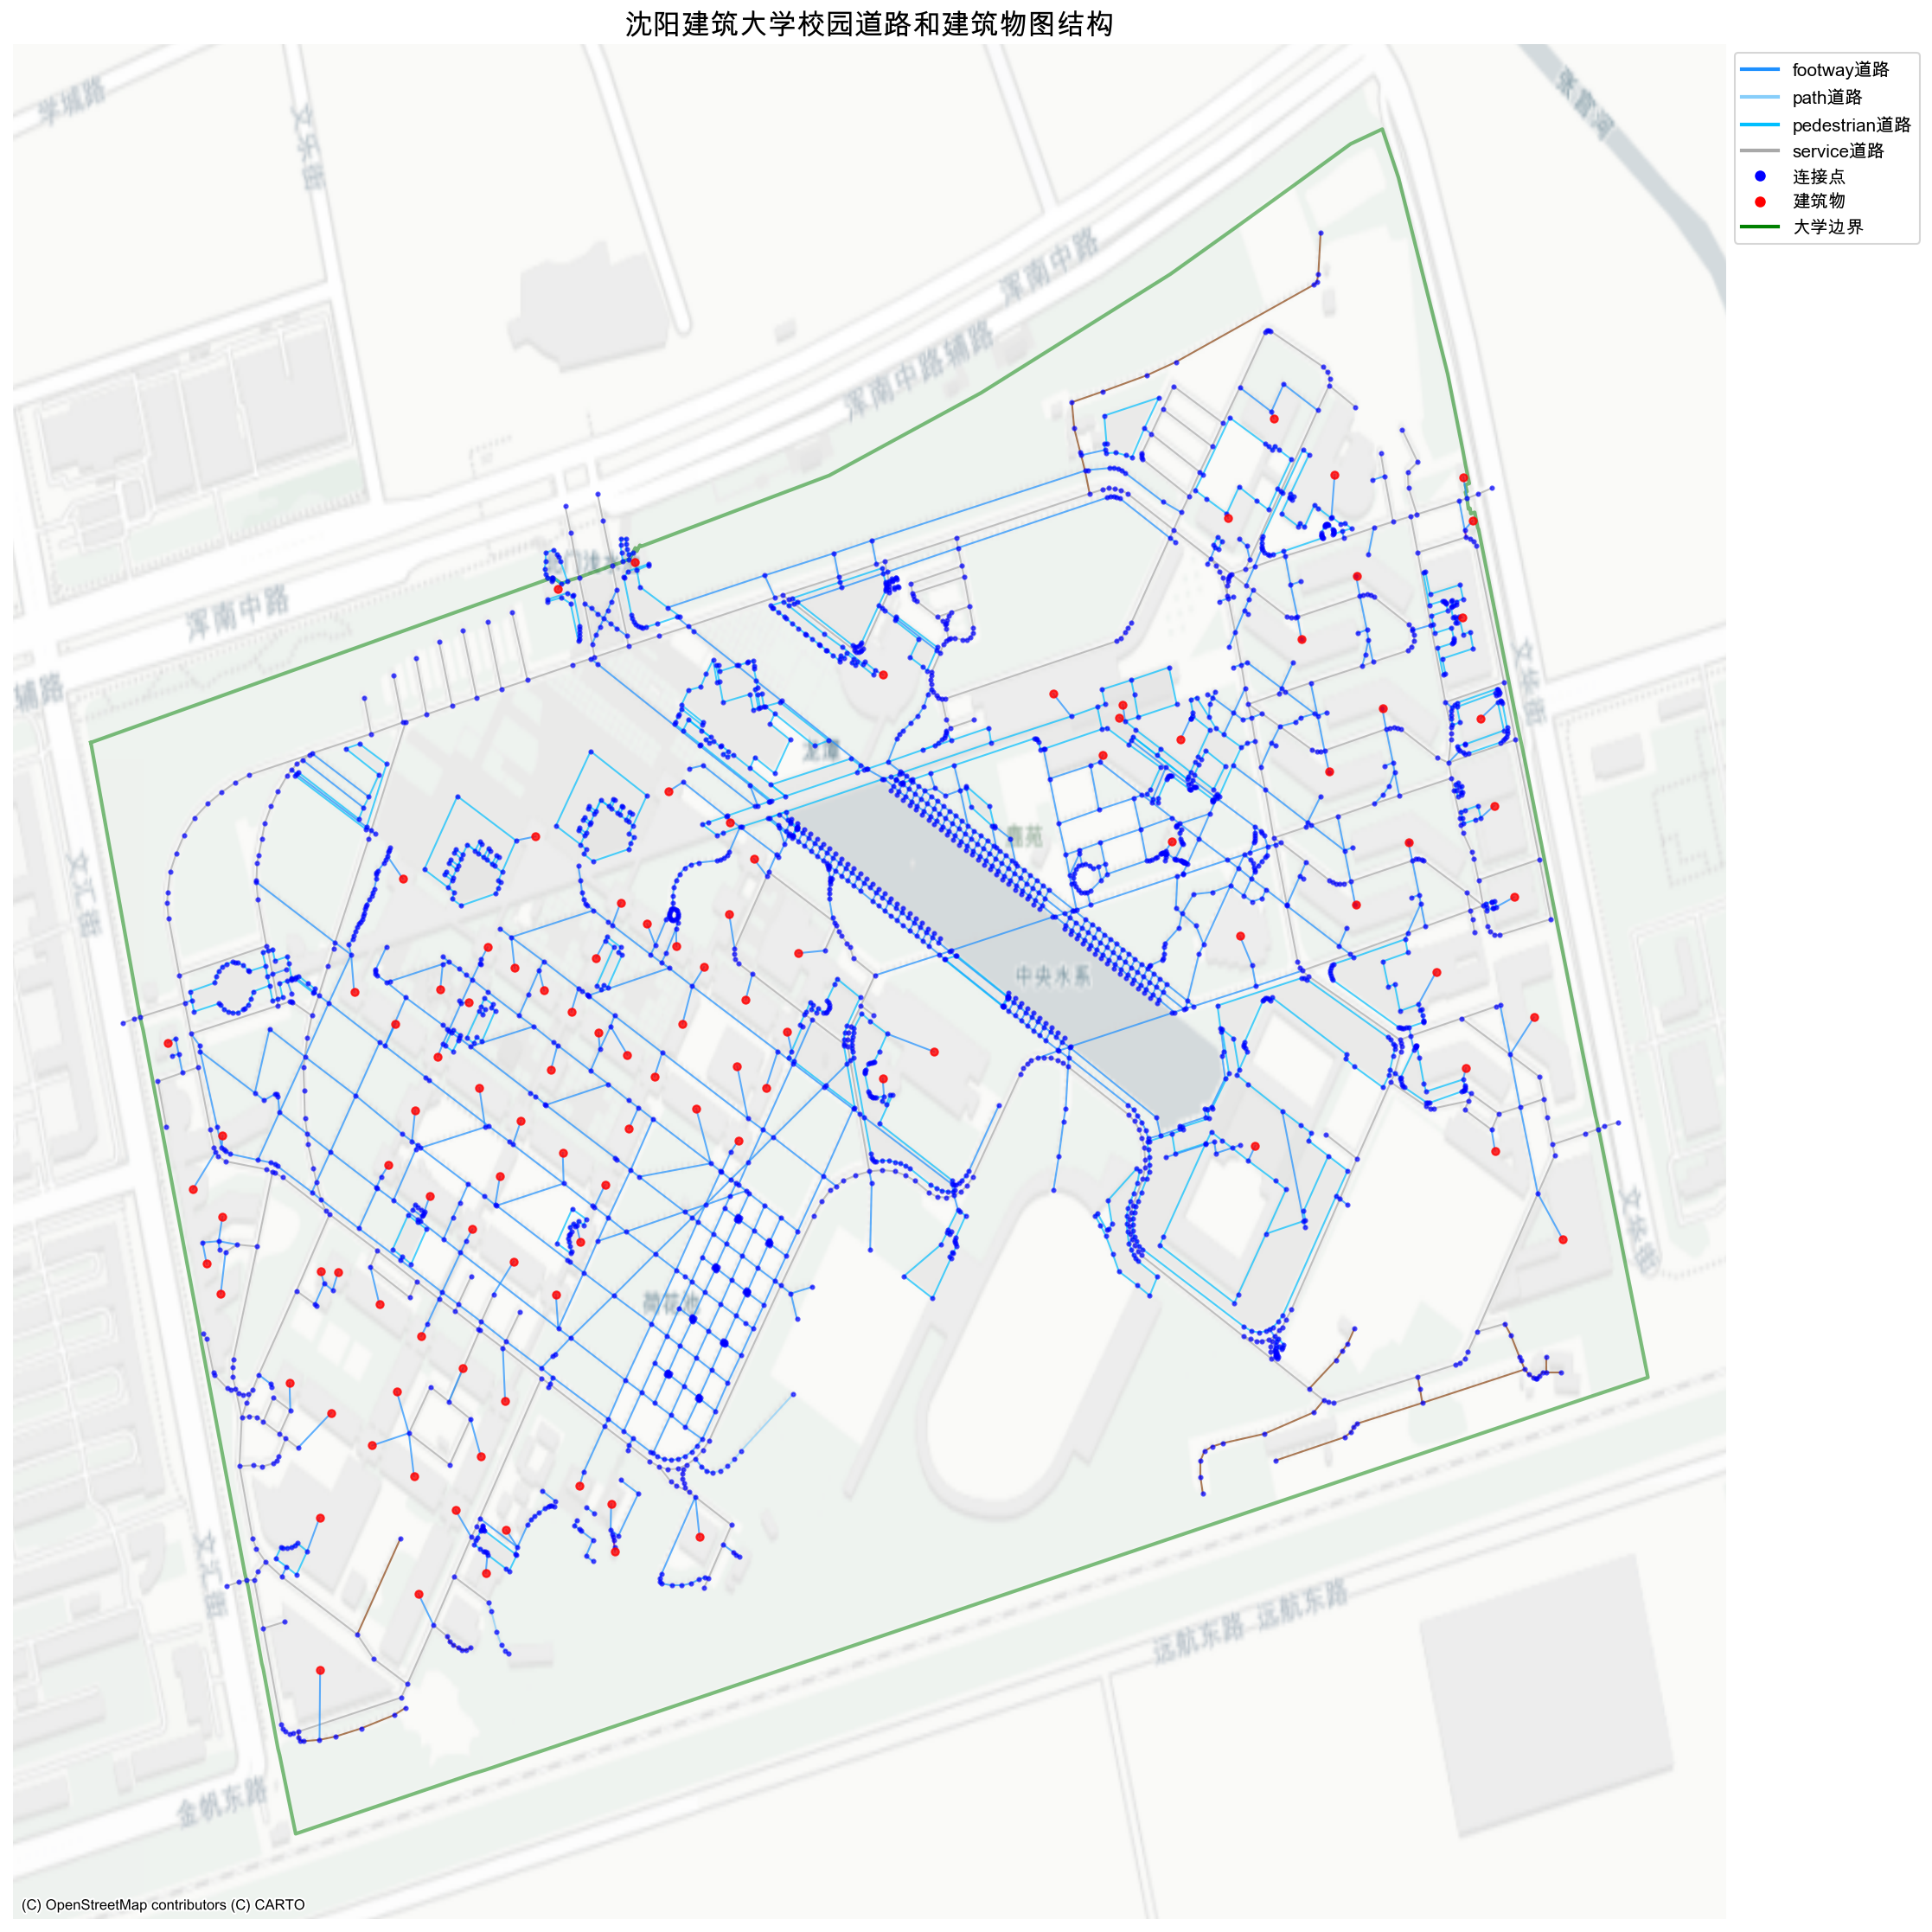 沈阳建筑大学校园道路和建筑物图结构
footway道路
path道路
pedestrian道路
service道路
连接点
建筑物
大学边界
学城路
文乐街
张官河
浑南中路
浑南中路辅路
浑南中路
辅路
龙潭
文华街
文汇街
中央水系
荷花池
文华街
文汇街
远航东路 远航东路
金帆东路
(C) OpenStreetMap contributors (C) CARTO